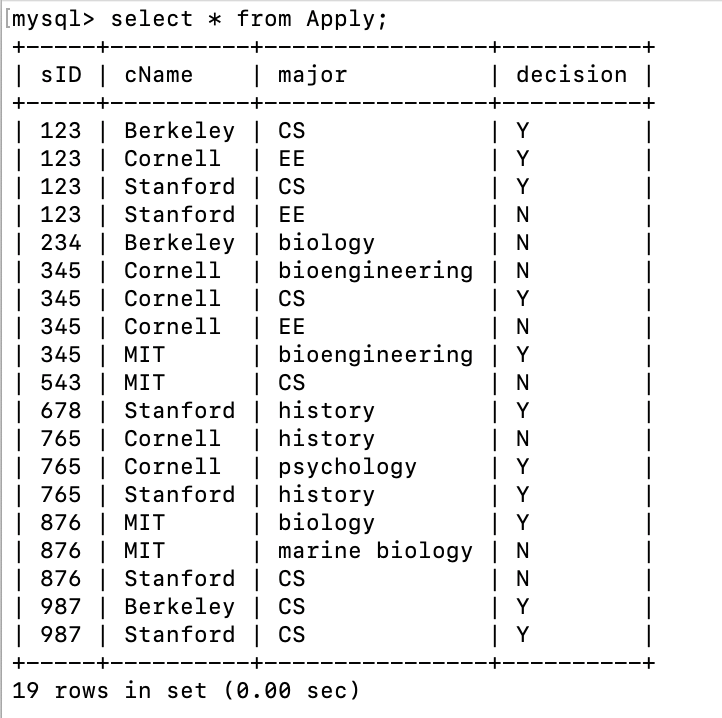 [mysql> select * from Apply;
+-----+----------+-----------------+----------+
| sID | cName    | major           | decision |
+-----+----------+-----------------+----------+
| 123 | Berkeley | CS              | Y        |
| 123 | Cornell  | EE              | Y        |
| 123 | Stanford | CS              | Y        |
| 123 | Stanford | EE              | N        |
| 234 | Berkeley | biology         | N        |
| 345 | Cornell  | bioengineering  | N        |
| 345 | Cornell  | CS              | Y        |
| 345 | Cornell  | EE              | N        |
| 345 | MIT      | bioengineering  | Y        |
| 543 | MIT      | CS              | N        |
| 678 | Stanford | history         | Y        |
| 765 | Cornell  | history         | N        |
| 765 | Cornell  | psychology      | Y        |
| 765 | Stanford | history         | Y        |
| 876 | MIT      | biology         | Y        |
| 876 | MIT      | marine biology  | N        |
| 876 | Stanford | CS              | N        |
| 987 | Berkeley | CS              | Y        |
| 987 | Stanford | CS              | Y        |
+-----+----------+-----------------+----------+
19 rows in set (0.00 sec)